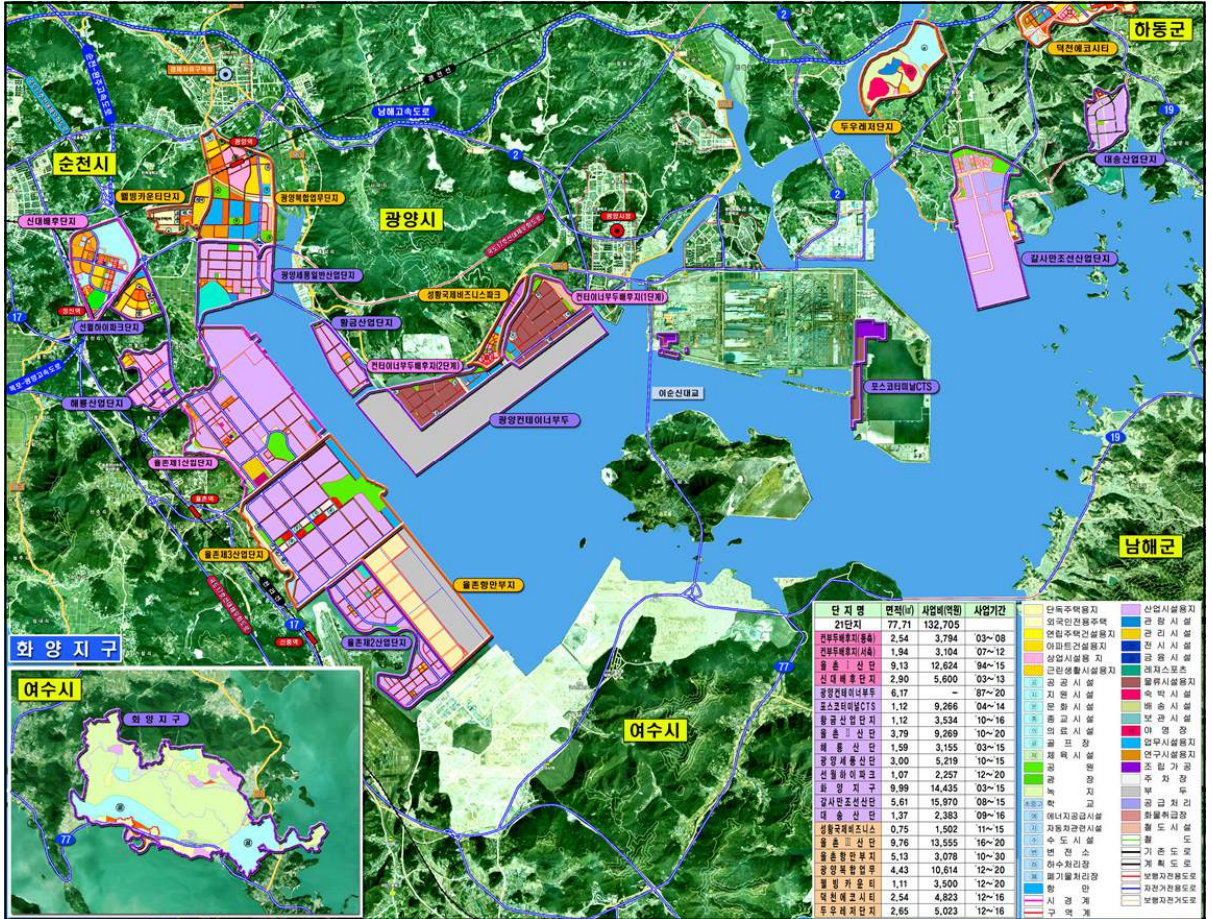 하동군
덕천에코시티
2
남해고속도로
19
두우레저단지
대송산업단지
순천시
광양역
웰빙카운티단지
광양복합업무단지
2
2
광양시
광양시청
신대배후단지
광양세풍일반산업단지
갈사만조선산업단지
성황국제비즈니스파크
컨테이너부두배후지(1단계)
17
선월하이파크단지
황금산업단지
컨테이너부두배후지(2단계)
포스코터미널CTS
이순신대교
해룡산업단지
광양컨테이너부두
19
율촌제1산업단지
율촌역
남해군
율촌제3산업단지
율촌항만부지
17
율촌제2산업단지
신풍역
화양지구
77
여수시
여수시
화양지구
77
단지명 면적(㎢) 사업비(억원) 사업기간
21단지 77.71 132,705
컨부두배후지(동측) 2.54 3,794 '03~'08
컨부두배후지(서측) 1.94 3,104 '07~'12
율촌Ⅰ산단 9.13 12,624 '94~'15
신대배후단지 2.90 5,600 '03~'13
광양컨테이너부두 6.17 - '87~'20
포스코터미널CTS 1.12 9,266 '04~'14
황금산업단지 1.12 3,534 '10~'16
율촌Ⅱ산단 3.79 9,269 '10~'20
해룡산단 1.59 3,155 '03~'15
광양세풍산단 3.00 5,219 '10~'15
선월하이파크 1.07 2,257 '12~'20
화양지구 9.99 14,435 '03~'15
갈사만조선산단 5.61 15,970 '08~'15
대송산단 1.37 2,383 '09~'16
성황국제비즈니스 0.75 1,502 '11~'15
율촌Ⅲ산단 9.76 13,555 '16~'20
율촌항만부지 5.13 3,078 '10~'30
광양복합업무 4.43 10,614 '12~'20
웰빙카운티 1.11 3,500 '12~'20
덕천에코시티 2.54 4,823 '12~'16
두우레저단지 2.65 5,023 '12~'16
단독주택용지
외국인전용주택
연립주택건설용지
아파트건설용지
상업시설용지
근린생활시설용지
공공시설
지원시설
문화시설
종교시설
의료시설
골프장
체육시설
공원
광장
녹지
학교
에너지공급시설
자동차관련시설
수도시설
변전소
하수처리장
폐기물처리장
항만
시경계
구역계
산업시설용지
관람시설
관리시설
전시시설
금융시설
레져스포츠
물류시설용지
숙박시설
배송시설
보관시설
야영장
업무시설용지
연구시설용지
조립가공
주차장
부두
공급처리
화물취급장
철도시설
철도
기존도로
계획도로
보행자전용도로
자전거전용도로
보행자전거도로